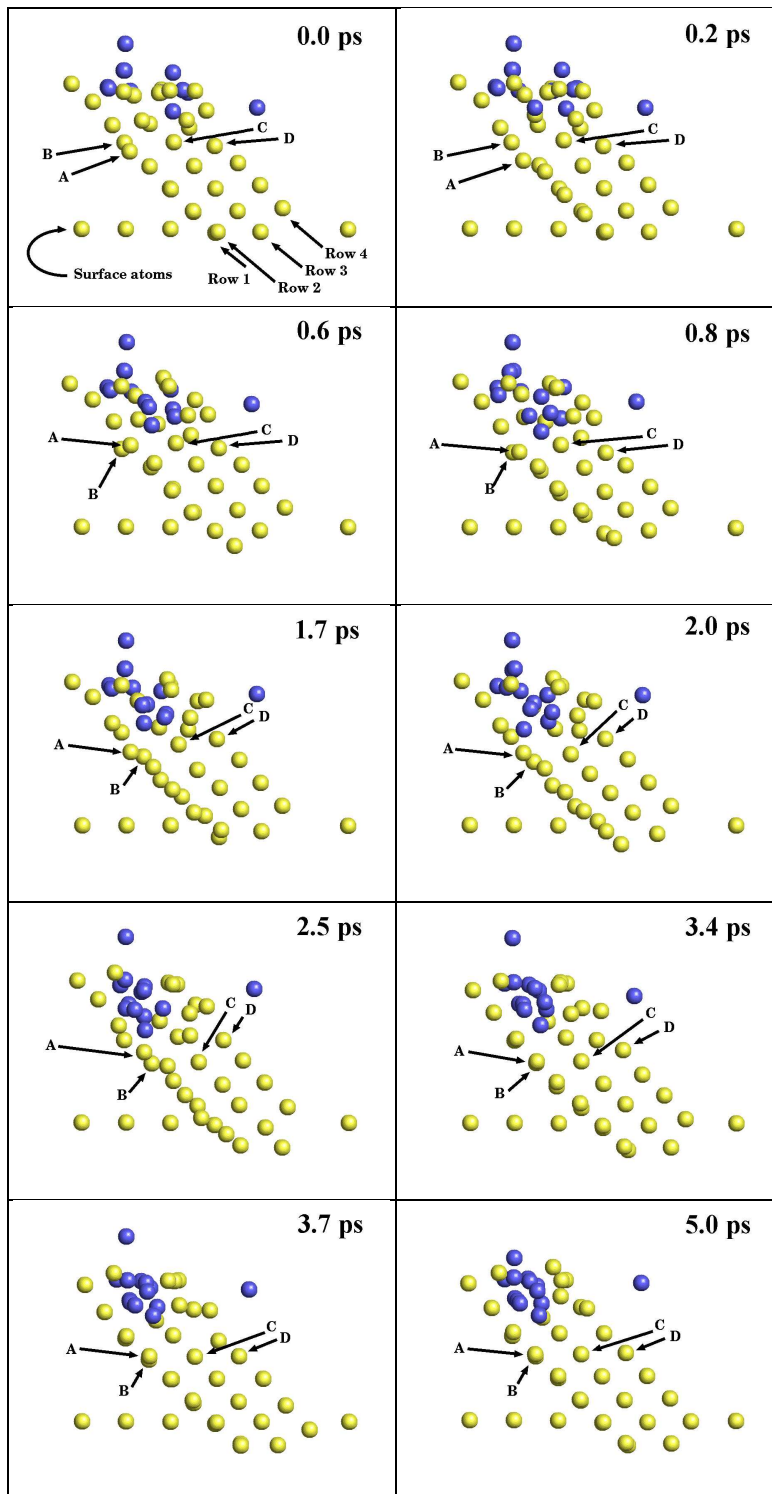 0.0 ps
C
D
B
A
Row 4
Surface atoms
Row 1
Row 3
Row 2
0.2 ps
C
D
B
A
0.6 ps
A
C
D
B
0.8 ps
C
D
A
B
1.7 ps
C
D
A
B
2.0 ps
C
D
A
B
2.5 ps
C
D
A
B
3.4 ps
C
D
A
B
3.7 ps
C
D
A
B
5.0 ps
C
D
A
B